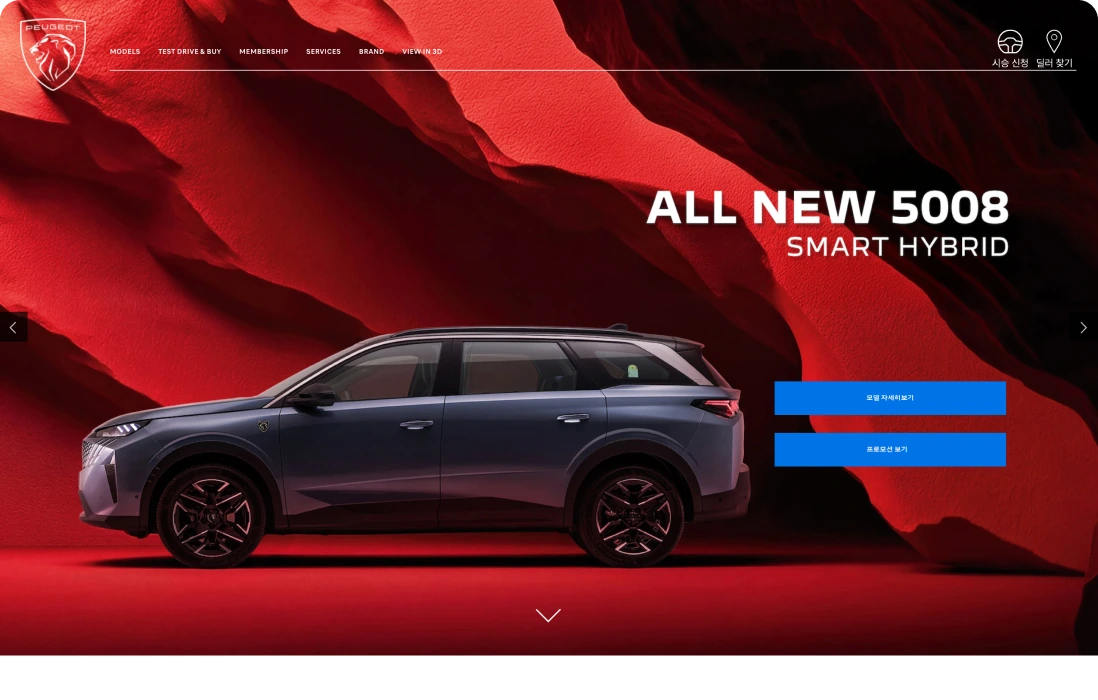 PEUGEOT
MODELS TEST DRIVE & BUY MEMBERSHIP SERVICES BRAND VIEW IN 3D
시승 신청 딜러 찾기
ALL NEW 5008
SMART HYBRID
모델 자세히보기
프로모션 보기